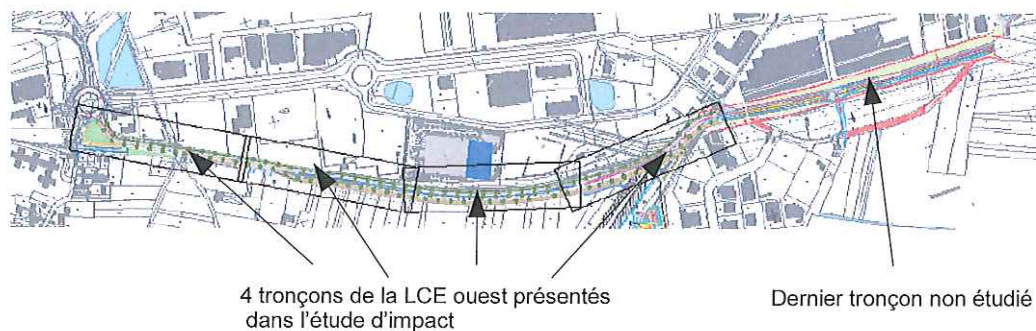 4 tronçons de la LCE ouest présentés
dans l'étude d'impact
Dernier tronçon non étudié